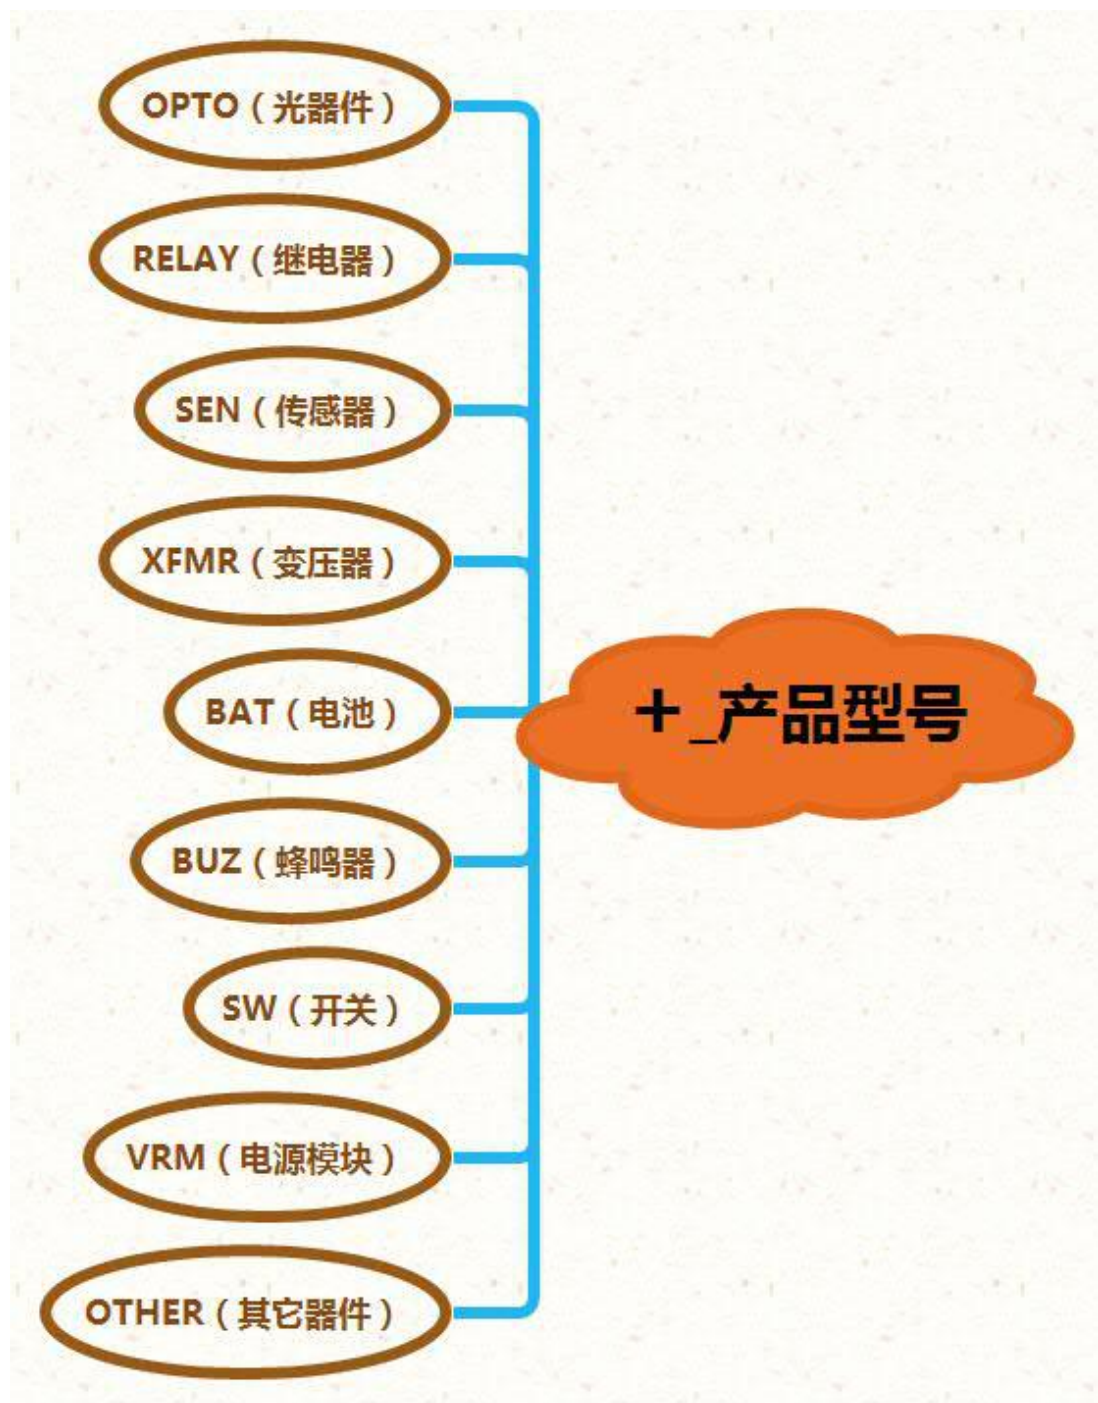 OPTO（光器件）
RELAY（继电器）
SEN（传感器）
XFMR（变压器）
BAT（电池）
+_产品型号
BUZ（蜂鸣器）
SW（开关）
VRM（电源模块）
OTHER（其它器件）